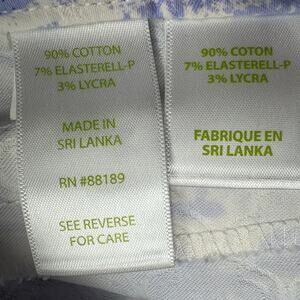 90% COTTON
7% ELASTERELL-P
3% LYCRA
MADE IN
SRI LANKA
RN #88189
SEE REVERSE
FOR CARE
90% COTON
7% ELASTERELL-P
3% LYCRA
FABRIQUE EN
SRI LANKA